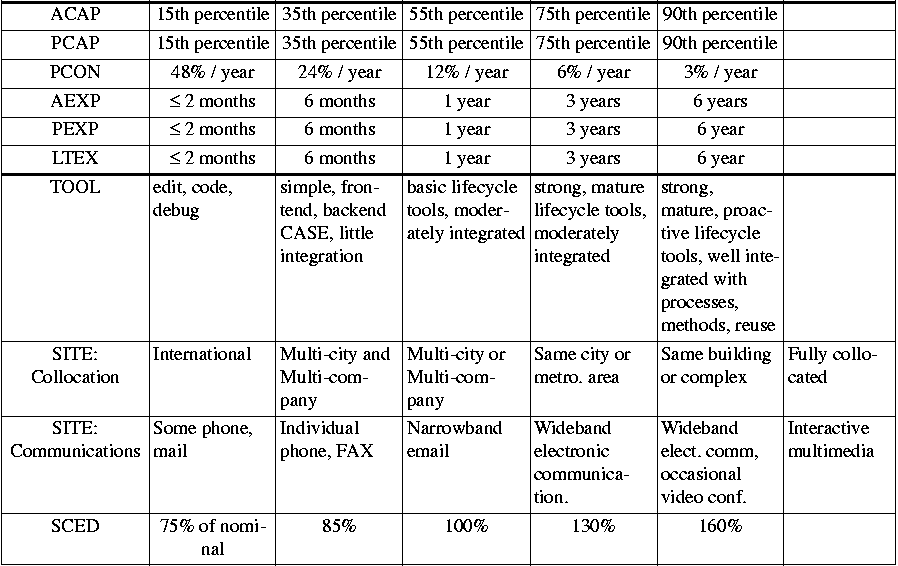 ACAP 15th percentile 35th percentile 55th percentile 75th percentile 90th percentile
PCAP 15th percentile 35th percentile 55th percentile 75th percentile 90th percentile
PCON 48% / year 24% / year 12% / year 6% / year 3% / year
AEXP ≤ 2 months 6 months 1 year 3 years 6 years
PEXP ≤ 2 months 6 months 1 year 3 years 6 year
LTEX ≤ 2 months 6 months 1 year 3 years 6 year
TOOL edit, code, simple, fron- basic lifecycle strong, mature strong,
debug tend, backend tools, moder- lifecycle tools, mature, proac-
CASE, little ately integrated moderately tive lifecycle
integration integrated tools, well inte-
grated with
processes,
methods, reuse
SITE: International Multi-city and Multi-city or Same city or Same building Fully collo-
Collocation Multi-com- Multi-com- metro. area or complex cated
pany pany
SITE: Some phone, Individual Narrowband Wideband Wideband Interactive
Communications mail phone, FAX email electronic elect. comm, multimedia
communica- occasional
tion. video conf.
SCED 75% of nomi- 85% 100% 130% 160%
nal